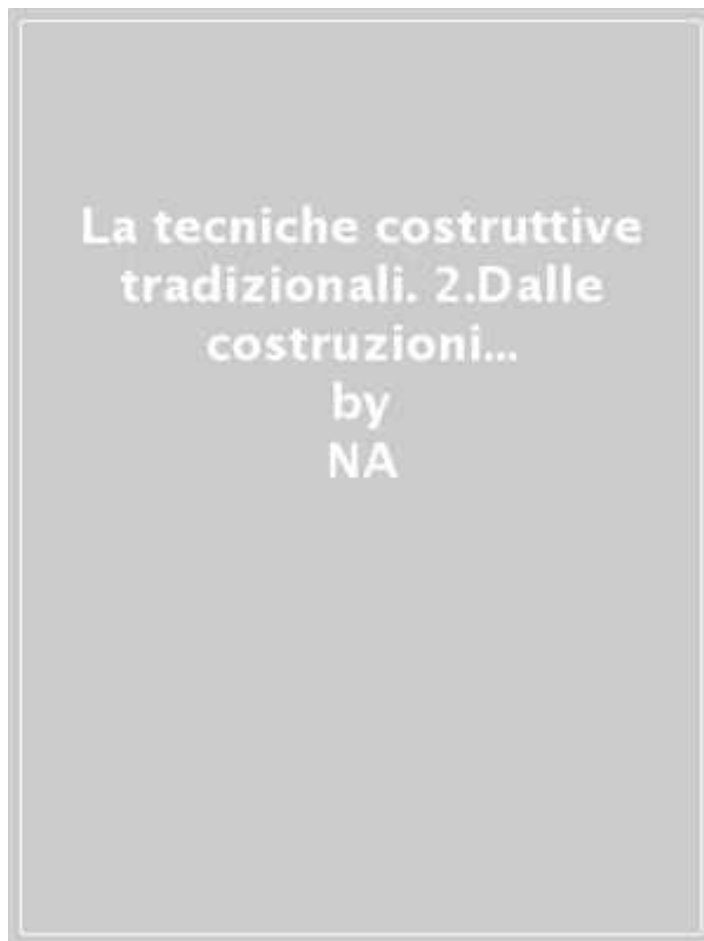 La tecniche costruttive
tradizionali. 2.Dalle
costruzioni...
by
NA